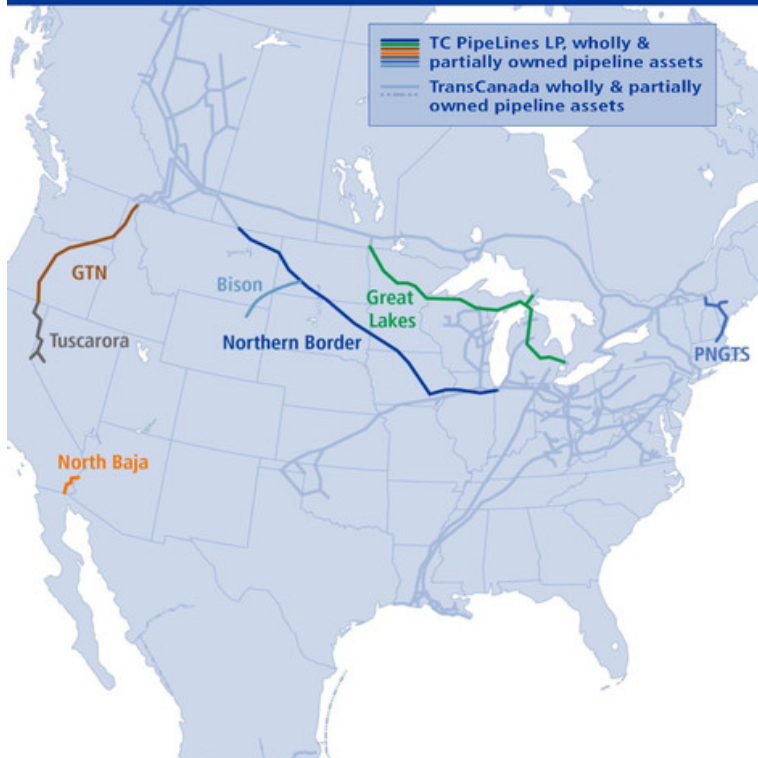 TC PipeLines LP, wholly &
partially owned pipeline assets
TransCanada wholly & partially
owned pipeline assets
GTN
Bison
Great
Lakes
Tuscarora
Northern Border
PNGTS
North Baja